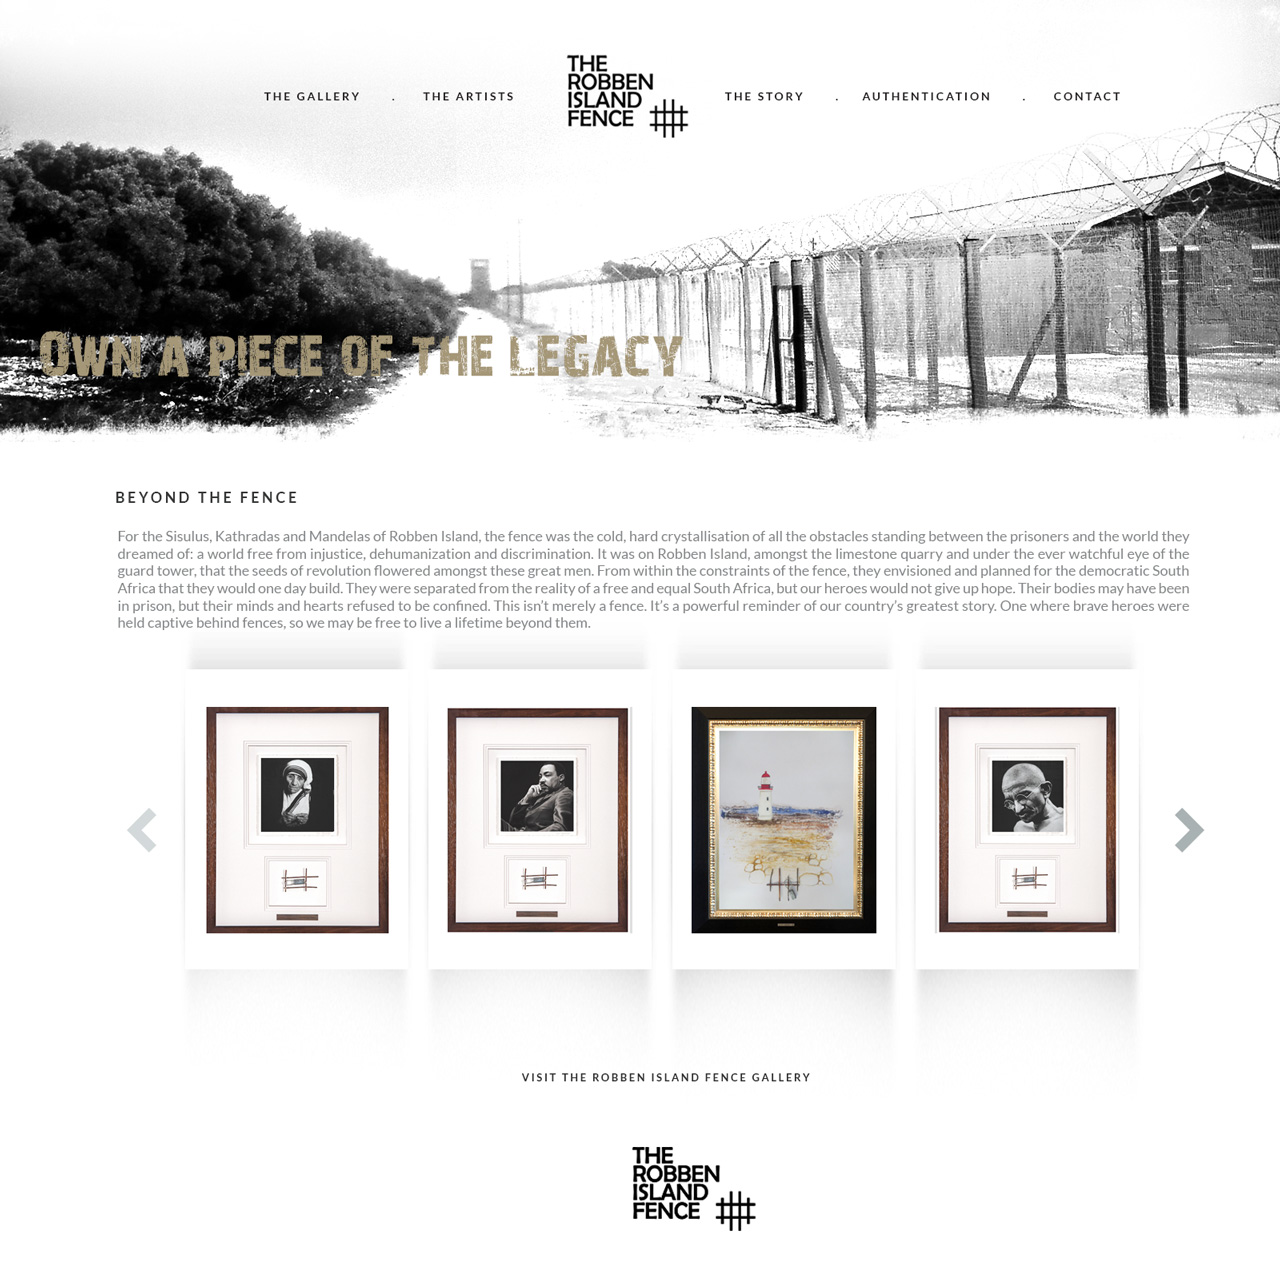 THE GALLERY . THE ARTISTS
THE
ROBBEN
ISLAND
FENCE
THE STORY . AUTHENTICATION . CONTACT
OWN A PIECE OF THE LEGACY
BEYOND THE FENCE
For the Sisulus, Kathradas and Mandelas of Robben Island, the fence was the cold, hard crystallisation of all the obstacles standing between the prisoners and the world they
dreamed of: a world free from injustice, dehumanization and discrimination. It was on Robben Island, amongst the limestone quarry and under the ever watchful eye of the
guard tower, that the seeds of revolution flowered amongst these great men. From within the constraints of the fence, they envisioned and planned for the democratic South
Africa that they would one day build. They were separated from the reality of a free and equal South Africa, but our heroes would not give up hope. Their bodies may have been
in prison, but their minds and hearts refused to be confined. This isn't merely a fence. It's a powerful reminder of our country's greatest story. One where brave heroes were
held captive behind fences, so we may be free to live a lifetime beyond them.
VISIT THE ROBBEN ISLAND FENCE GALLERY
THE
ROBBEN
ISLAND
FENCE